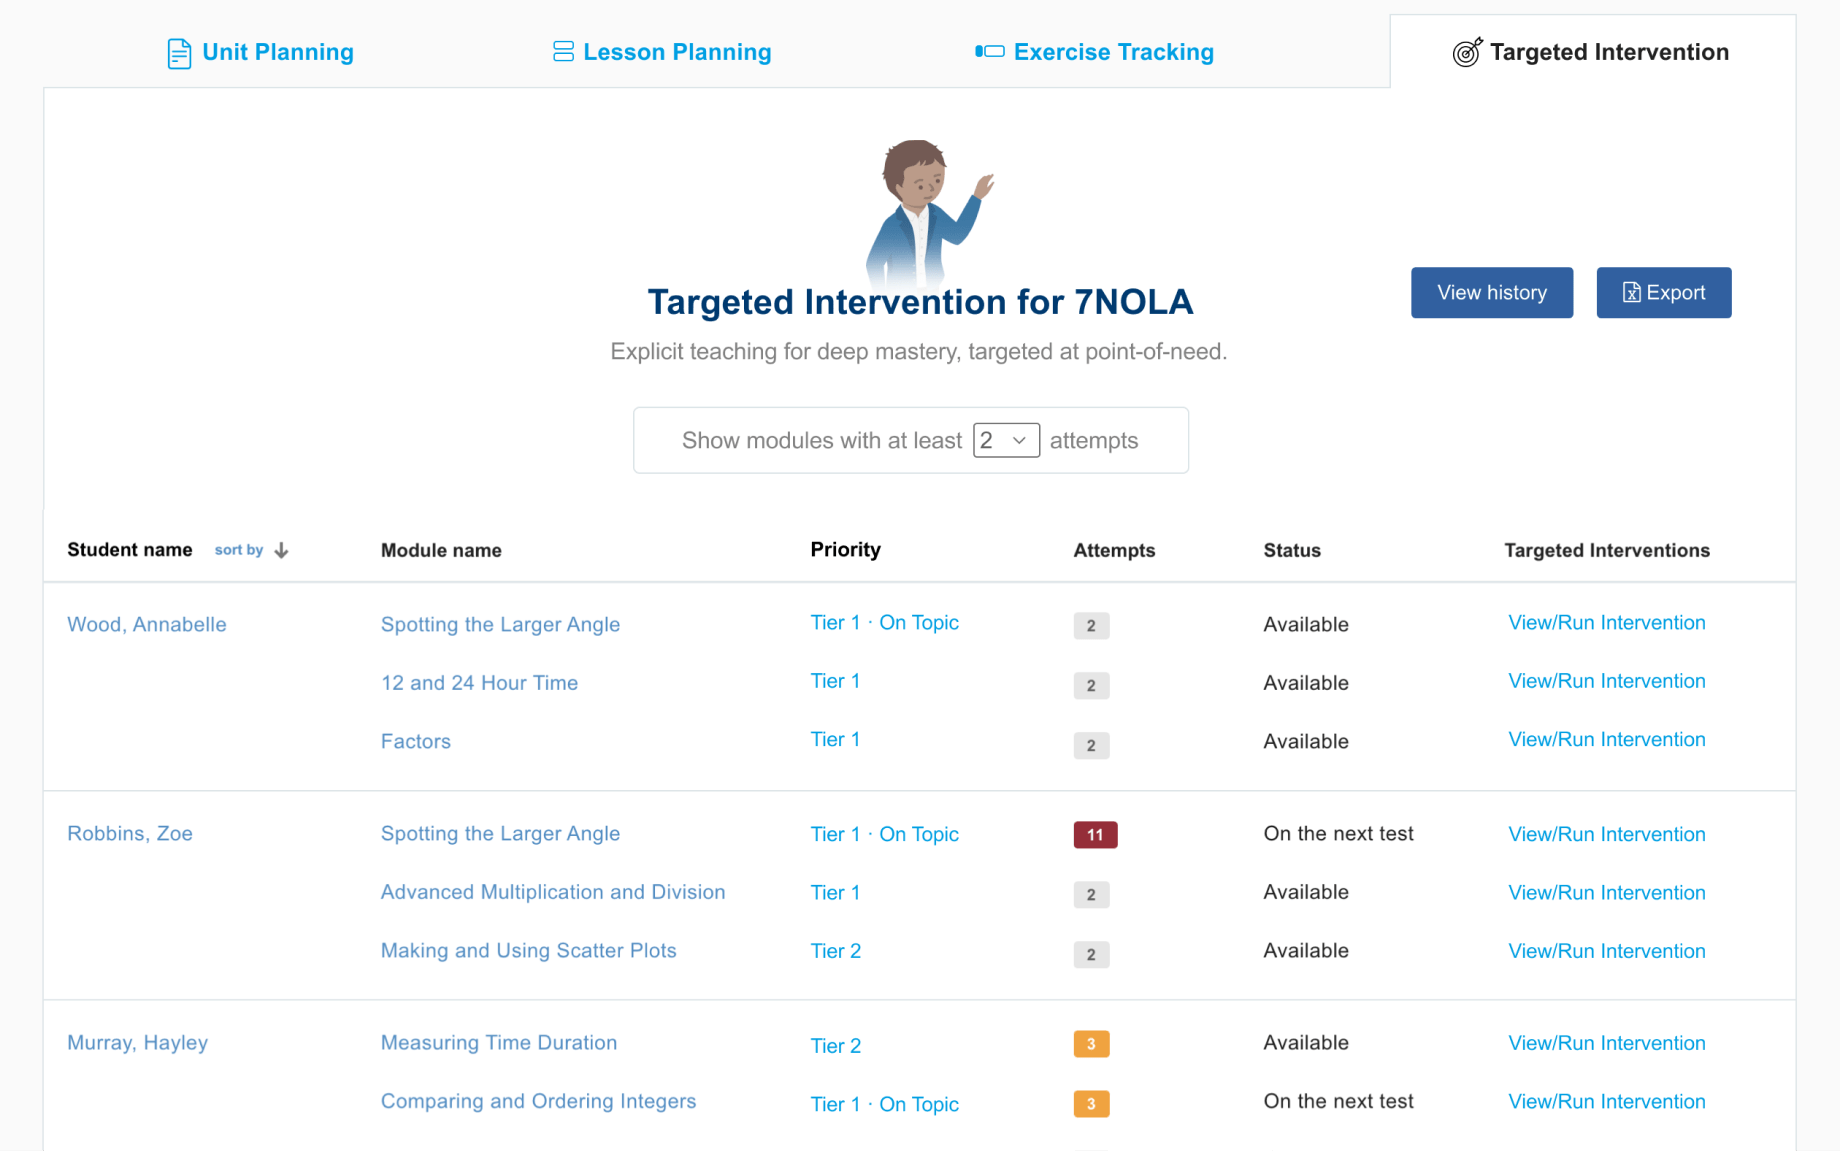 Unit Planning
Lesson Planning
Exercise Tracking
Targeted Intervention
Targeted Intervention for 7NOLA
View history
Export
Explicit teaching for deep mastery, targeted at point-of-need.
Show modules with at least 2 attempts
Student name sort by Module name Priority Attempts Status Targeted Interventions
Wood, Annabelle Spotting the Larger Angle Tier 1 · On Topic 2 Available View/Run Intervention
12 and 24 Hour Time Tier 1 2 Available View/Run Intervention
Factors Tier 1 2 Available View/Run Intervention
Robbins, Zoe Spotting the Larger Angle Tier 1 · On Topic 11 On the next test View/Run Intervention
Advanced Multiplication and Division Tier 1 2 Available View/Run Intervention
Making and Using Scatter Plots Tier 2 2 Available View/Run Intervention
Murray, Hayley Measuring Time Duration Tier 2 3 Available View/Run Intervention
Comparing and Ordering Integers Tier 1 · On Topic 3 On the next test View/Run Intervention